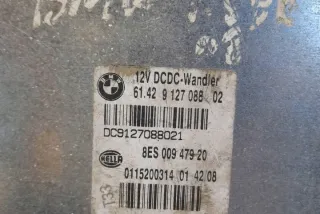 12V DCDC-Wandler
61.42 9 127 088 02
DC9127088021
8ES 009 479-20
HELLA
0115200314 01 42 08
T33